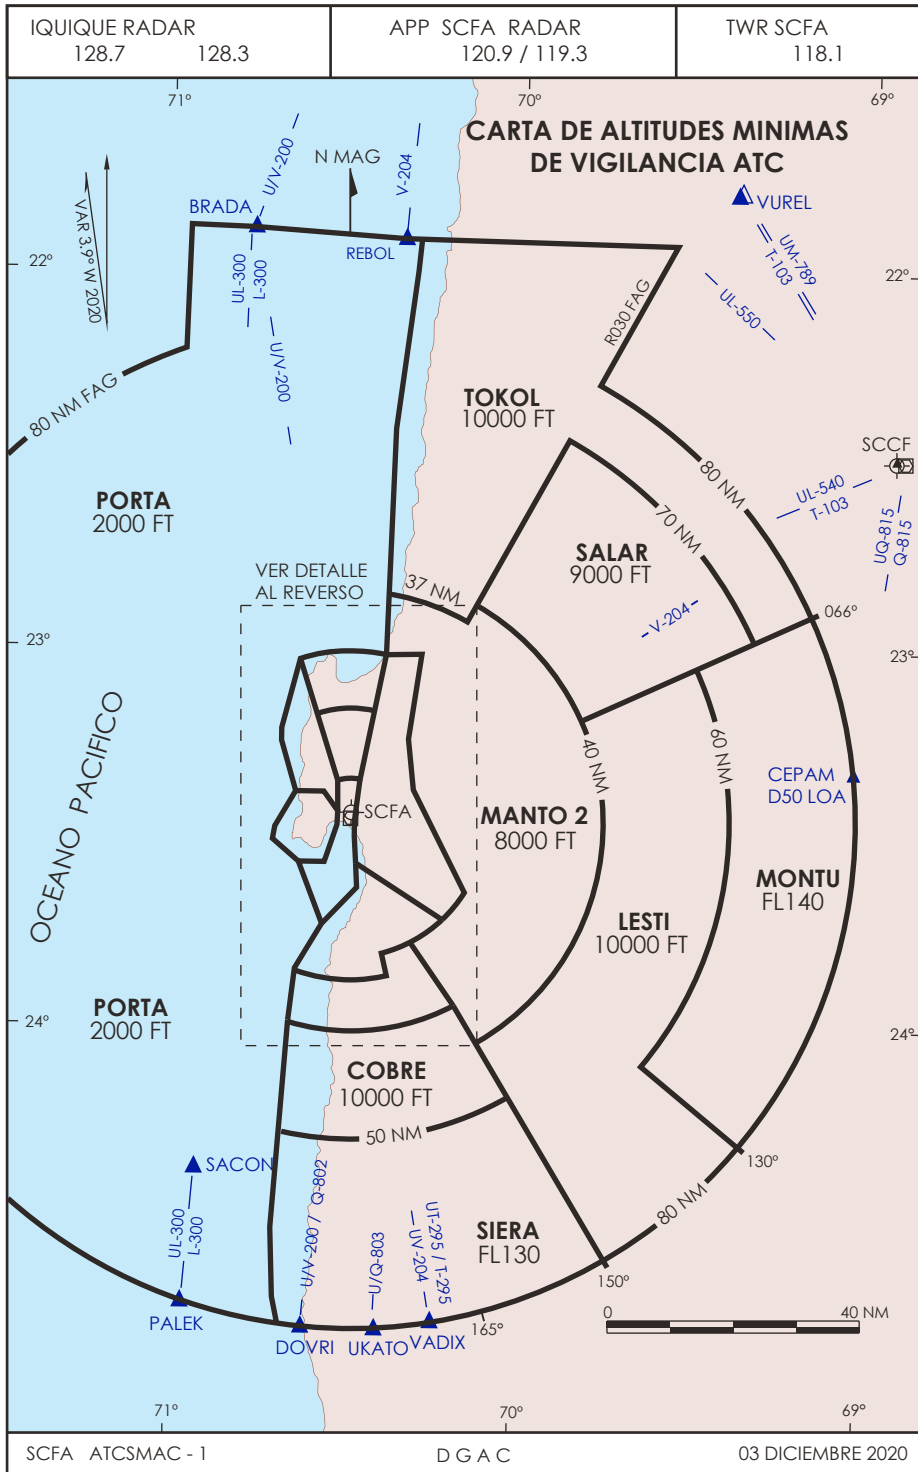 IQUIQUE RADAR
128.7 128.3
APP SCFA RADAR
120.9 / 119.3
TWR SCFA
118.1
71°
70°
69°
CARTA DE ALTITUDES MINIMAS
DE VIGILANCIA ATC
N MAG
VAR 3.9° W 2020
U/V-200
V-204
BRADA
REBOL
VUREL
UM-789
T-103
UL-550
22°
22°
UL-300
L-300
U/V-200
R030 FAG
80 NM FAG
TOKOL
10000 FT
SCCF
80 NM
UL-540
T-103
UQ-815
Q-815
PORTA
2000 FT
70 NM
SALAR
9000 FT
VER DETALLE
AL REVERSO
37 NM
V-204
066°
23°
23°
OCEANO PACIFICO
40 NM
60 NM
CEPAM
D50 LOA
SCFA
MANTO 2
8000 FT
MONTU
FL140
LESTI
10000 FT
PORTA
2000 FT
24°
24°
COBRE
10000 FT
50 NM
SACON
130°
80 NM
UL-300
L-300
U/V-200 / Q-802
U/Q-803
UT-295 / T-295
UV-204
SIERA
FL130
150°
165°
PALEK
DOVRI
UKATO
VADIX
0 40 NM
71°
70°
69°
SCFA ATCSMAC - 1
D G A C
03 DICIEMBRE 2020